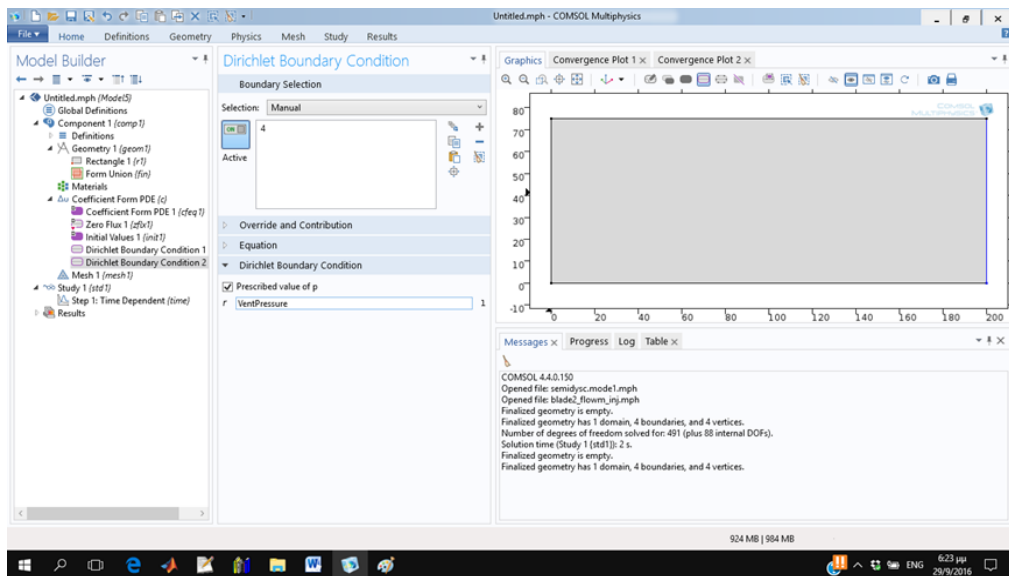 Untitled.mph - COMSOL Multiphysics
File Home Definitions Geometry Physics Mesh Study Results
Model Builder
Untitled.mph (Model5)
Global Definitions
Component 1 (comp1)
Definitions
Geometry 1 (geom1)
Rectangle 1 (r1)
Form Union (fin)
Materials
Δu Coefficient Form PDE (c)
Coefficient Form PDE 1 (cfeq1)
Zero Flux 1 (zflx1)
Initial Values 1 (init1)
Dirichlet Boundary Condition 1
Dirichlet Boundary Condition 2
Mesh 1 (mesh1)
Study 1 (std1)
Step 1: Time Dependent (time)
Results
Dirichlet Boundary Condition
Boundary Selection
Selection: Manual
ON
4
Active
Override and Contribution
Equation
Dirichlet Boundary Condition
Prescribed value of p
r VentPressure 1
Graphics Convergence Plot 1 Convergence Plot 2
COMSOL
MULTIPHYSICS
80
70
60
50
40
30
20
10
0
-10
0 20 40 60 80 100 120 140 160 180 200
Messages Progress Log Table
COMSOL 4.4.0.150
Opened file: semidysc.mode1.mph
Opened file: blade2_flowm_inj.mph
Finalized geometry is empty.
Finalized geometry has 1 domain, 4 boundaries, and 4 vertices.
Number of degrees of freedom solved for: 491 (plus 88 internal DOFs).
Solution time (Study 1 {std1}): 2 s.
Finalized geometry is empty.
Finalized geometry has 1 domain, 4 boundaries, and 4 vertices.
924 MB | 984 MB
ENG
6:23 μμ
29/9/2016